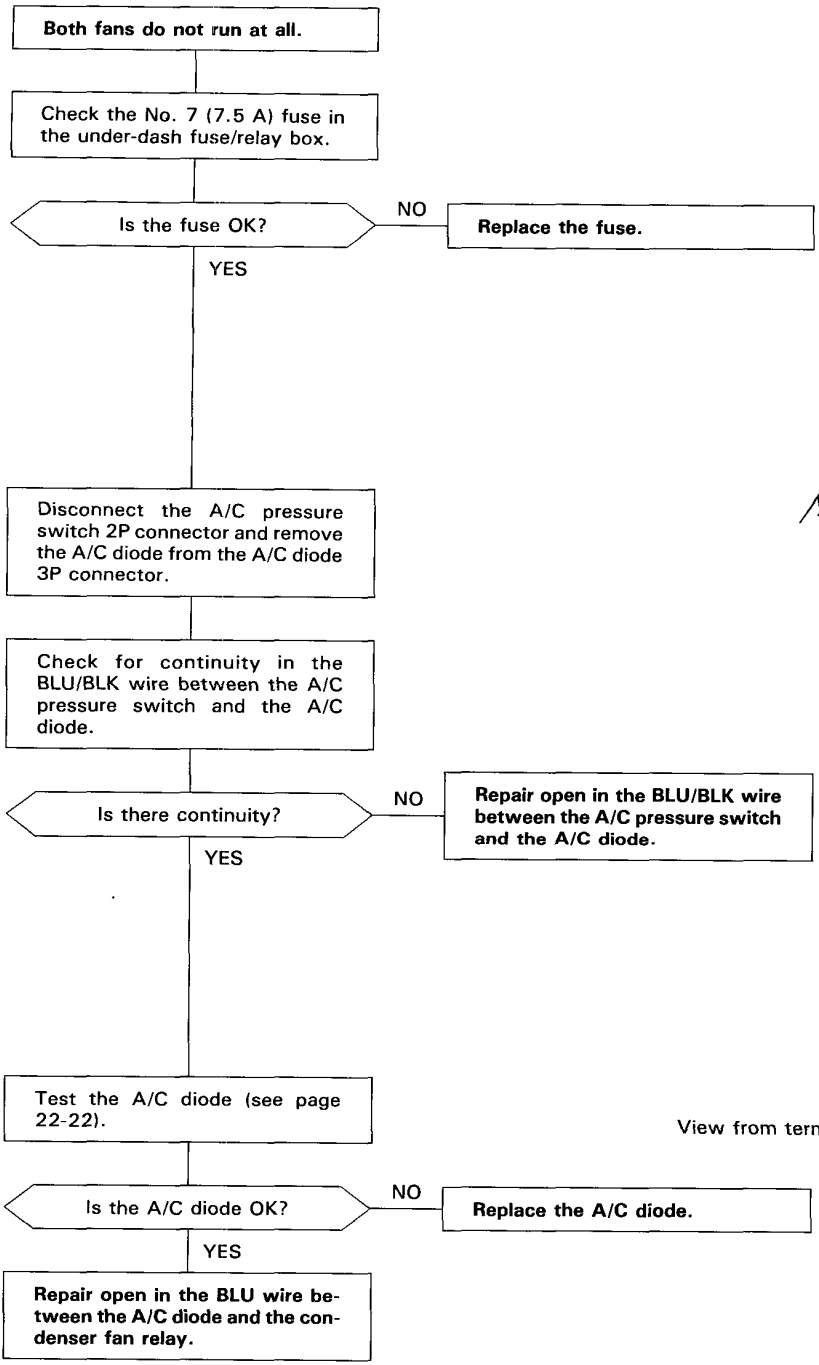 Both fans do not run at all.
Check the No. 7 (7.5 A) fuse in
the under-dash fuse/relay box.
Is the fuse OK?
NO
Replace the fuse.
YES
Disconnect the A/C pressure
switch 2P connector and remove
the A/C diode from the A/C diode
3P connector.
Check for continuity in the
BLU/BLK wire between the A/C
pressure switch and the A/C
diode.
Is there continuity?
NO
Repair open in the BLU/BLK wire
between the A/C pressure switch
and the A/C diode.
YES
Test the A/C diode (see page
22-22).
View from tern
Is the A/C diode OK?
NO
Replace the A/C diode.
YES
Repair open in the BLU wire be-
tween the A/C diode and the con-
denser fan relay.